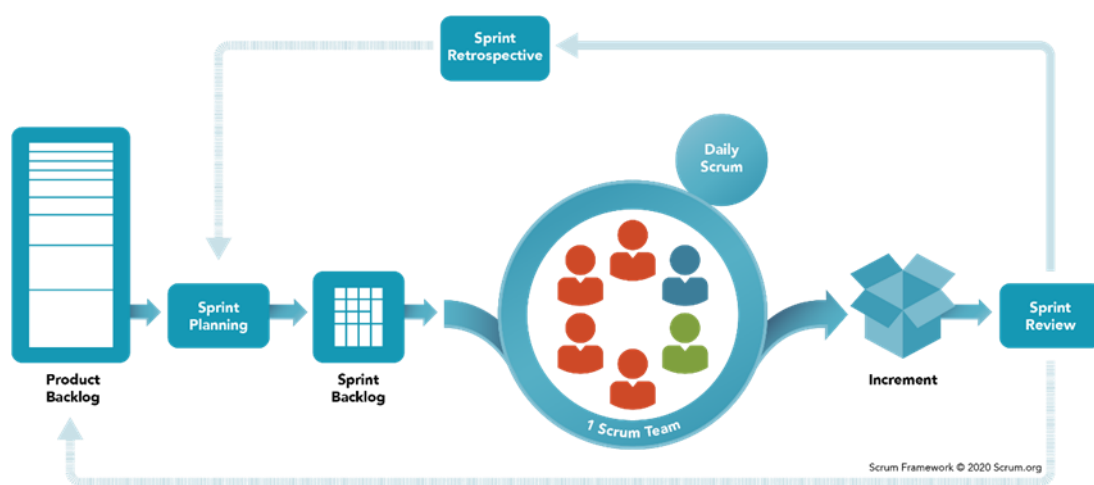 Sprint
Retrospective
Daily
Scrum
Sprint
Planning
Sprint
Review
Product
Backlog
Sprint
Backlog
1 Scrum Team
Increment
Scrum Framework © 2020 Scrum.org